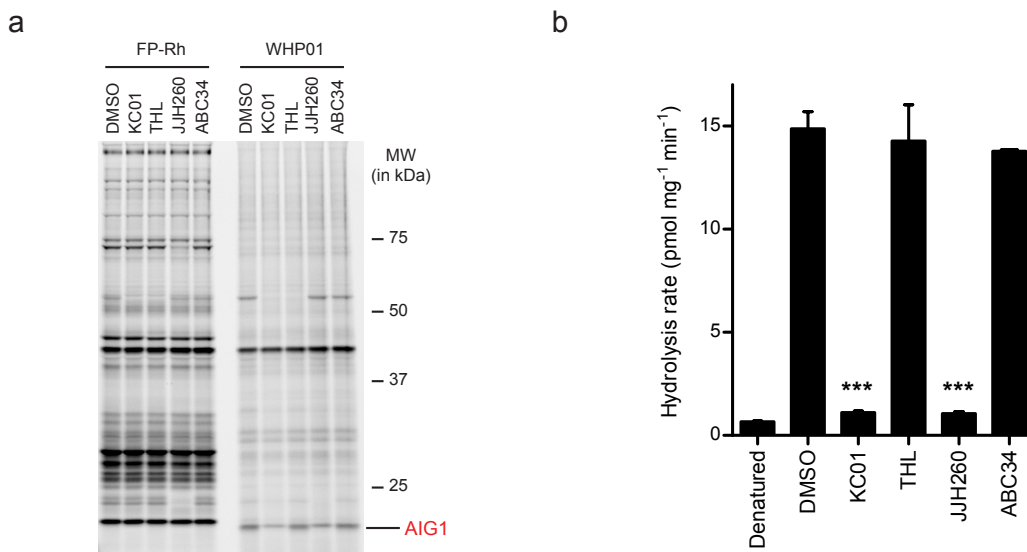 a
FP-Rh WHP01
DMSO KC01 THL JJH260 ABC34 DMSO KC01 THL JJH260 ABC34
MW
(in kDa)
75
50
37
25
AIG1
b
Hydrolysis rate (pmol mg⁻¹ min⁻¹)
15
10
5
0
*** ***
Denatured DMSO KC01 THL JJH260 ABC34